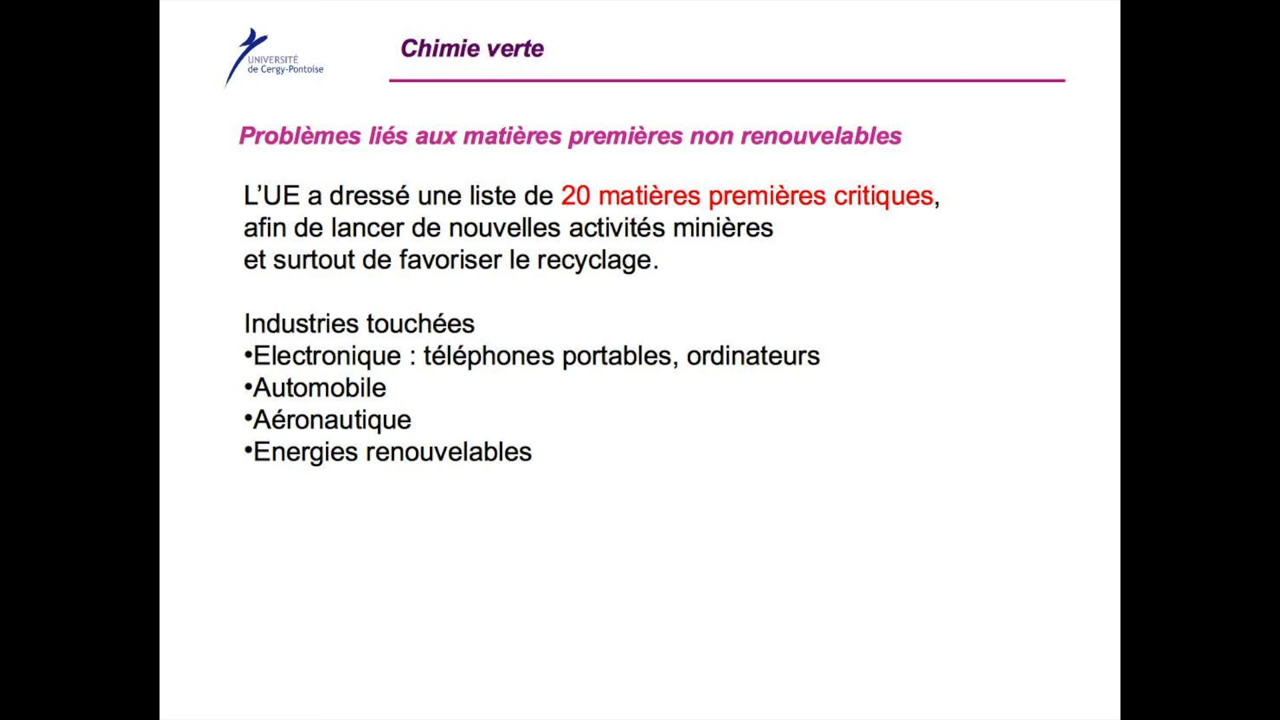 UNIVERSITÉ
de Cergy-Pontoise
Chimie verte
Problèmes liés aux matières premières non renouvelables
L’UE a dressé une liste de 20 matières premières critiques,
afin de lancer de nouvelles activités minières
et surtout de favoriser le recyclage.
Industries touchées
•Electronique : téléphones portables, ordinateurs
•Automobile
•Aéronautique
•Energies renouvelables